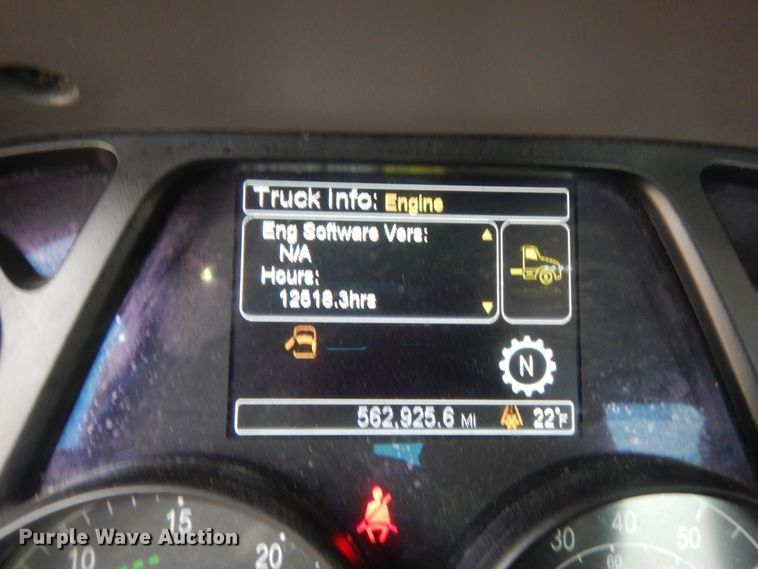 Truck Info: Engine
Eng Software Vers:
N/A
Hours:
12518.3hrs
N
562,925.6 MI 22°F
10 15 20
30 40 50
60
Purple Wave Auction®